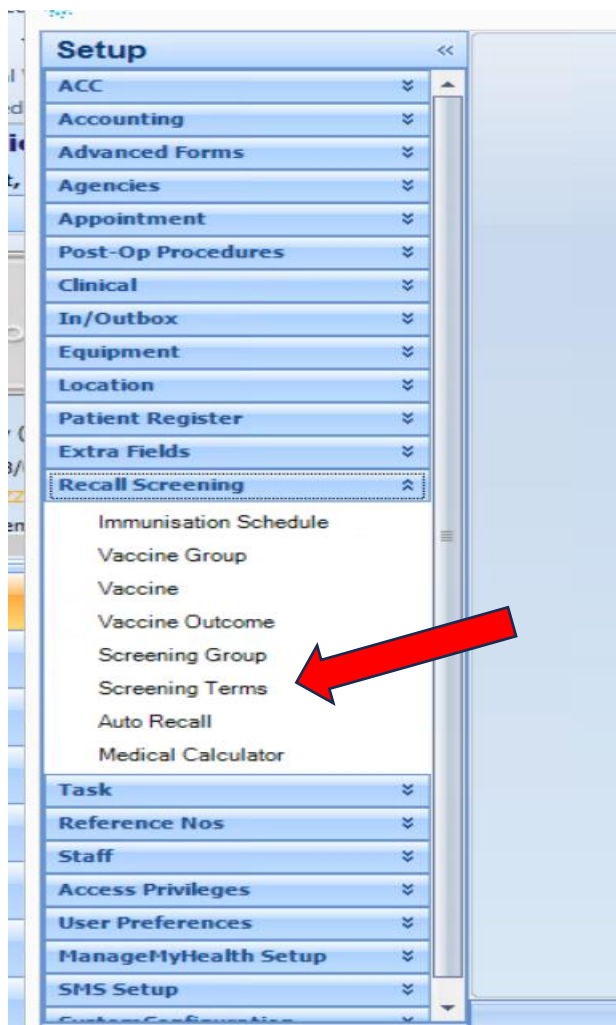 Setup
ACC
Accounting
Advanced Forms
Agencies
Appointment
Post-Op Procedures
Clinical
In/Outbox
Equipment
Location
Patient Register
Extra Fields
Recall Screening
Immunisation Schedule
Vaccine Group
Vaccine
Vaccine Outcome
Screening Group
Screening Terms
Auto Recall
Medical Calculator
Task
Reference Nos
Staff
Access Privileges
User Preferences
ManageMyHealth Setup
SMS Setup